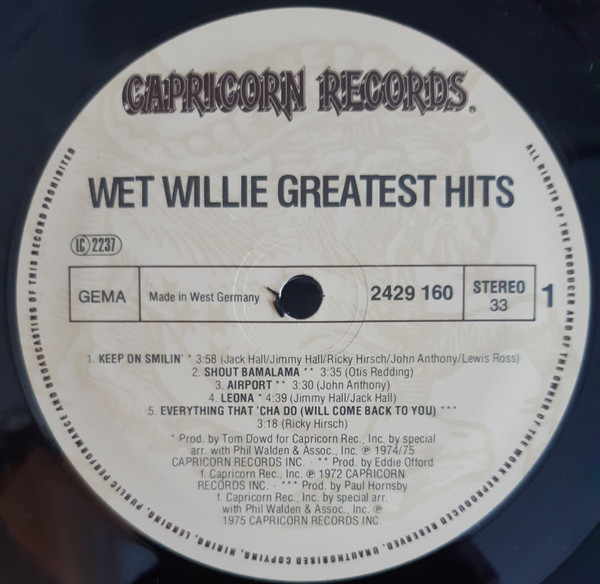 CAPRICORN RECORDS®
WET WILLIE GREATEST HITS
LC 2237
GEMA
Made in West Germany
2429 160
STEREO
33
1
1. KEEP ON SMILIN' * 3:58 (Jack Hall/Jimmy Hall/Ricky Hirsch/John Anthony/Lewis Ross)
2. SHOUT BAMALAMA ** 3:35 (Otis Redding)
3. AIRPORT ** 3:30 (John Anthony)
4. LEONA * 4:39 (Jimmy Hall/Jack Hall)
5. EVERYTHING THAT 'CHA DO (WILL COME BACK TO YOU) ***
3:18 (Ricky Hirsch)
* Prod. by Tom Dowd for Capricorn Rec., Inc. by special
arr. with Phil Walden & Assoc., Inc. ℗ 1974/75
CAPRICORN RECORDS INC. · ** Prod. by Eddie Offord
f. Capricorn Rec., Inc. ℗ 1972 CAPRICORN
RECORDS INC. · *** Prod. by Paul Hornsby
f. Capricorn Rec., Inc. by special arr.
with Phil Walden & Assoc., Inc. ℗
1975 CAPRICORN RECORDS INC.
ALL RIGHTS OF THE PRODUCER AND OF THE OWNER OF THE WORK REPRODUCED RESERVED. UNAUTHORISED COPYING, HIRING, LENDING, PUBLIC PERFORMANCE AND BROADCASTING OF THIS RECORD PROHIBITED